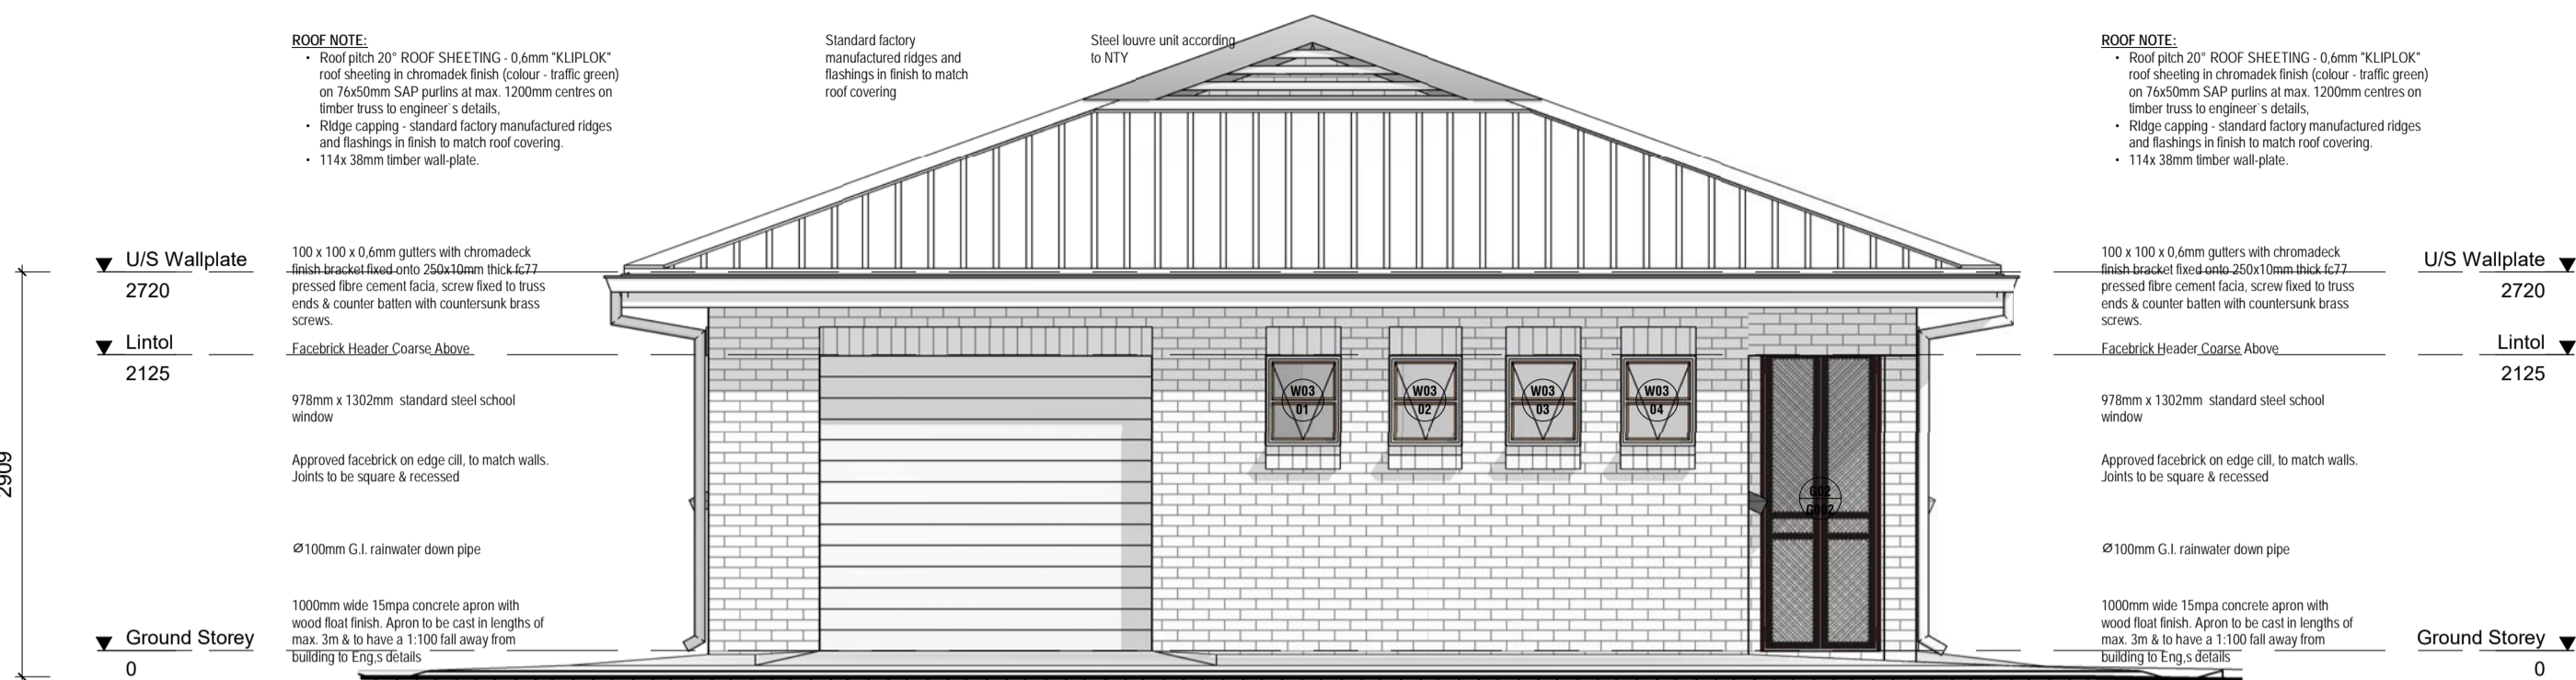 ROOF NOTE:
• Roof pitch 20° ROOF SHEETING - 0,6mm "KLIPLOK"
roof sheeting in chromadek finish (colour - traffic green)
on 76x50mm SAP purlins at max. 1200mm centres on
timber truss to engineer`s details,
• RIdge capping - standard factory manufactured ridges
and flashings in finish to match roof covering.
• 114x 38mm timber wall-plate.
Standard factory
manufactured ridges and
flashings in finish to match
roof covering
Steel louvre unit according
to NTY
ROOF NOTE:
• Roof pitch 20° ROOF SHEETING - 0,6mm "KLIPLOK"
roof sheeting in chromadek finish (colour - traffic green)
on 76x50mm SAP purlins at max. 1200mm centres on
timber truss to engineer`s details,
• RIdge capping - standard factory manufactured ridges
and flashings in finish to match roof covering.
• 114x 38mm timber wall-plate.
2909
U/S Wallplate
2720
Lintol
2125
Ground Storey
0
100 x 100 x 0,6mm gutters with chromadeck
finish bracket fixed onto 250x10mm thick fc77
pressed fibre cement facia, screw fixed to truss
ends & counter batten with countersunk brass
screws.
Facebrick Header Coarse Above
978mm x 1302mm standard steel school
window
Approved facebrick on edge cill, to match walls.
Joints to be square & recessed
Ø100mm G.I. rainwater down pipe
1000mm wide 15mpa concrete apron with
wood float finish. Apron to be cast in lengths of
max. 3m & to have a 1:100 fall away from
building to Eng,s details
W03
01
W03
02
W03
03
W03
04
G02
G002
100 x 100 x 0,6mm gutters with chromadeck
finish bracket fixed onto 250x10mm thick fc77
pressed fibre cement facia, screw fixed to truss
ends & counter batten with countersunk brass
screws.
Facebrick Header Coarse Above
978mm x 1302mm standard steel school
window
Approved facebrick on edge cill, to match walls.
Joints to be square & recessed
Ø100mm G.I. rainwater down pipe
1000mm wide 15mpa concrete apron with
wood float finish. Apron to be cast in lengths of
max. 3m & to have a 1:100 fall away from
building to Eng,s details
U/S Wallplate
2720
Lintol
2125
Ground Storey
0